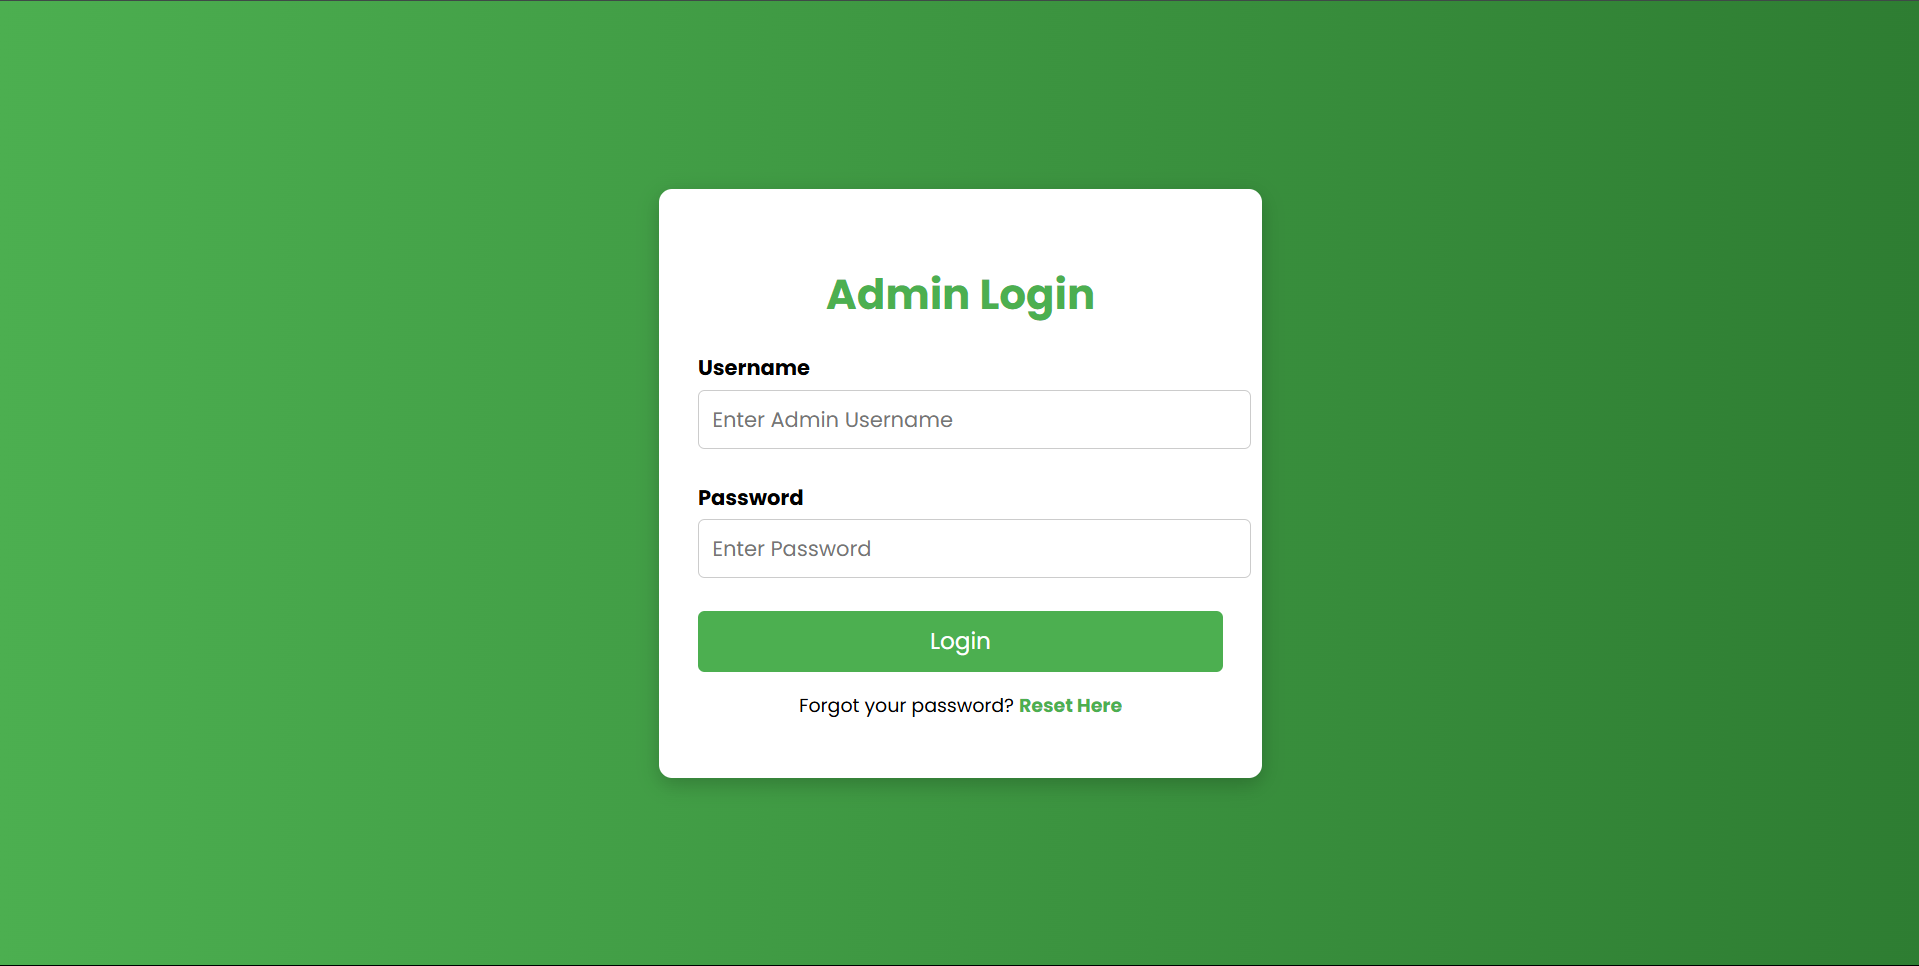 Admin Login
Username
Enter Admin Username
Password
Enter Password
Login
Forgot your password? Reset Here